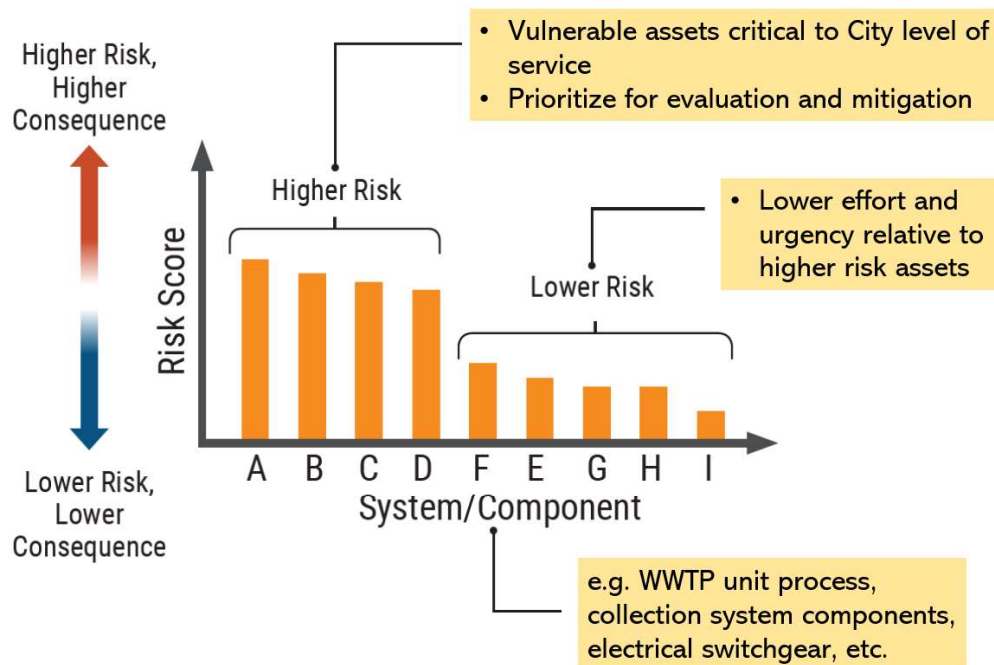 Higher Risk,
Higher
Consequence
Lower Risk,
Lower
Consequence
• Vulnerable assets critical to City level of
service
• Prioritize for evaluation and mitigation
Higher Risk
• Lower effort and
urgency relative to
higher risk assets
Lower Risk
Risk Score
A B C D F E G H I
System/Component
e.g. WWTP unit process,
collection system components,
electrical switchgear, etc.